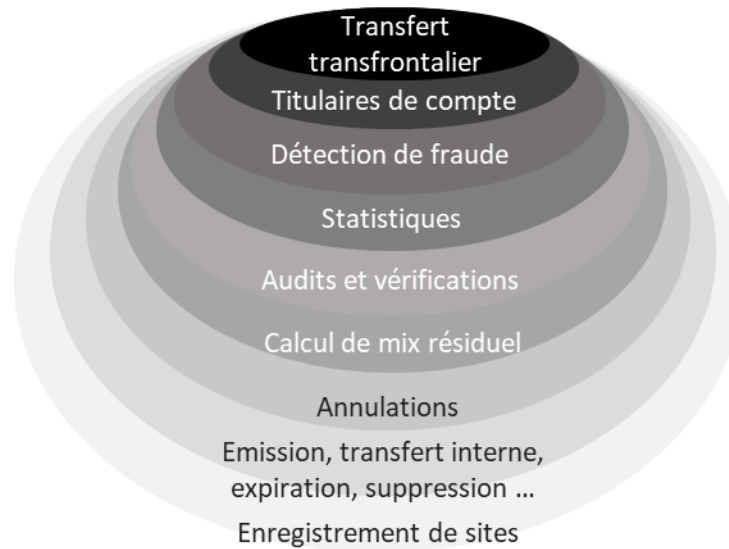 Transfert
transfrontalier
Titulaires de compte
Détection de fraude
Statistiques
Audits et vérifications
Calcul de mix résiduel
Annulations
Emission, transfert interne,
expiration, suppression ...
Enregistrement de sites